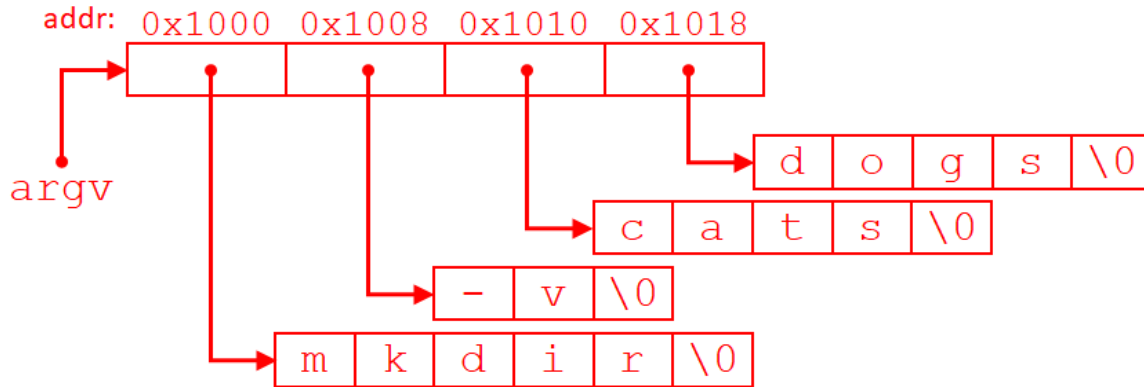 addr: 0x1000 0x1008 0x1010 0x1018
d o g s \0
argv
c a t s \0
- v \0
m k d i r \0